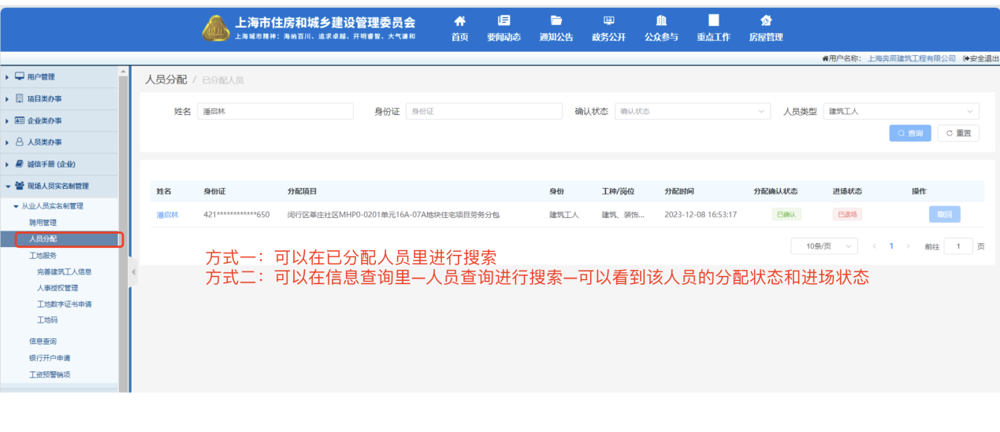 上海市住房和城乡建设管理委员会
上海城市精神：海纳百川、追求卓越、开明睿智、大气谦和
首页 要闻动态 通知公告 政务公开 公众参与 重点工作 房屋管理
用户名称： 上海奕辰建筑工程有限公司 安全退出
用户管理
项目类办事
企业类办事
人员类办事
诚信手册 (企业)
现场人员实名制管理
从业人员实名制管理
聘用管理
人员分配
工地服务
完善建筑工人信息
人事授权管理
工地数字证书申请
工地码
信息查询
银行开户申请
工资预警销项
人员分配 / 已分配人员
姓名 潘启林 身份证 身份证 确认状态 确认状态 人员类型 建筑工人
查询 重置
姓名 身份证 分配项目 身份 工种/岗位 分配时间 分配确认状态 进场状态 操作
潘启林 421************650 闵行区莘庄社区MHP0-0201单元16A-07A地块住宅项目劳务分包 建筑工人 建筑、装饰... 2023-12-08 16:53:17 已确认 已退场 撤回
10条/页 1 前往 1 页
方式一：可以在已分配人员里进行搜索
方式二：可以在信息查询里—人员查询进行搜索—可以看到该人员的分配状态和进场状态